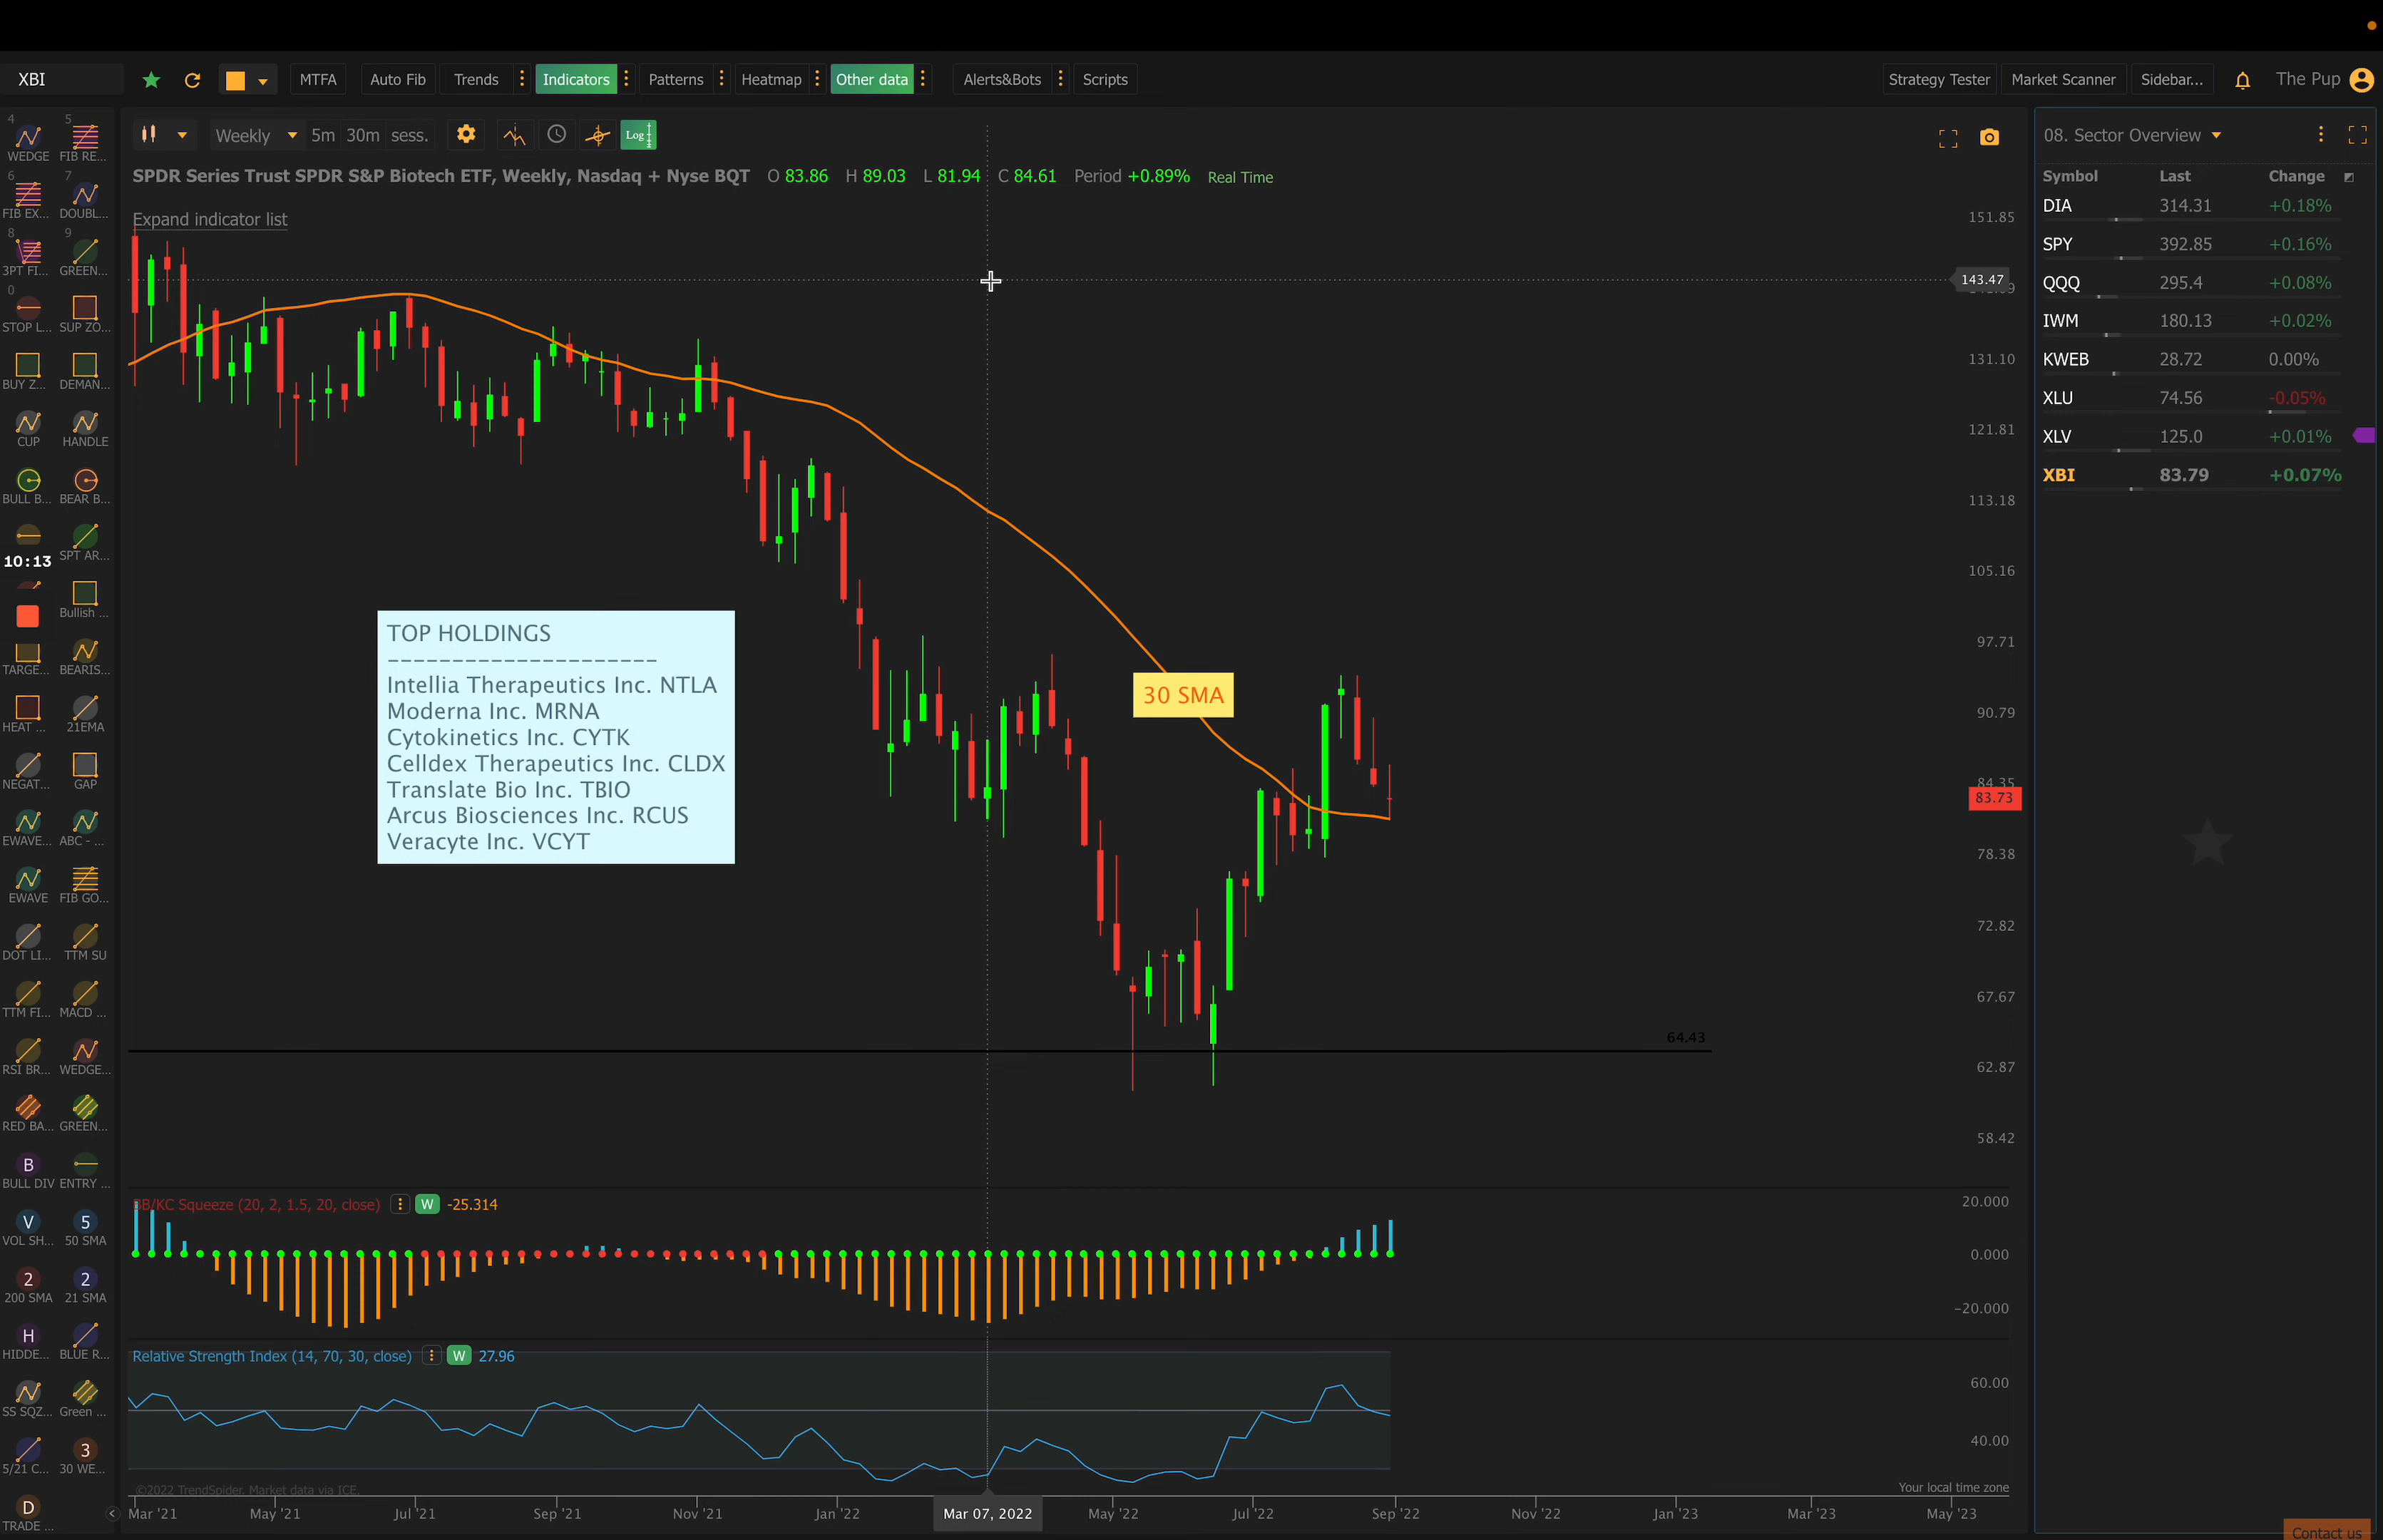 XBI
MTFA
Auto Fib
Trends
Indicators
Patterns
Heatmap
Other data
Alerts&Bots
Scripts
Strategy Tester
Market Scanner
Sidebar...
The Pup
4
5
WEDGE
FIB RE...
6
7
FIB EX...
DOUBL...
8
9
3PT FI...
GREEN...
0
STOP L...
SUP ZO...
BUY Z...
DEMAN...
CUP
HANDLE
BULL B...
BEAR B...
10:13
SPT AR...
Bullish ...
TARGE...
BEARIS...
HEAT ...
21EMA
NEGAT...
GAP
EWAVE...
ABC - ...
EWAVE
FIB GO...
DOT LI...
TTM SU
TTM FI...
MACD ...
RSI BR...
WEDGE...
RED BA...
GREEN...
B
BULL DIV
ENTRY ...
V
5
VOL SH...
50 SMA
2
2
200 SMA
21 SMA
H
HIDDE...
BLUE R...
SS SQZ...
Green ...
3
5/21 C...
30 WE...
D
TRADE ...
Weekly
5m
30m
sess.
Log
SPDR Series Trust SPDR S&P Biotech ETF, Weekly, Nasdaq + Nyse BQT O 83.86 H 89.03 L 81.94 C 84.61 Period +0.89% Real Time
Expand indicator list
151.85
143.47
131.10
121.81
113.18
105.16
97.71
90.79
84.35
83.73
78.38
72.82
67.67
62.87
58.42
TOP HOLDINGS
---------------------
Intellia Therapeutics Inc. NTLA
Moderna Inc. MRNA
Cytokinetics Inc. CYTK
Celldex Therapeutics Inc. CLDX
Translate Bio Inc. TBIO
Arcus Biosciences Inc. RCUS
Veracyte Inc. VCYT
30 SMA
64.43
BB/KC Squeeze (20, 2, 1.5, 20, close) W -25.314
20.000
0.000
-20.000
Relative Strength Index (14, 70, 30, close) W 27.96
60.00
40.00
©2022 TrendSpider. Market data via ICE.
Your local time zone
Mar '21
May '21
Jul '21
Sep '21
Nov '21
Jan '22
Mar 07, 2022
May '22
Jul '22
Sep '22
Nov '22
Jan '23
Mar '23
May '23
08. Sector Overview
Symbol Last Change
DIA 314.31 +0.18%
SPY 392.85 +0.16%
QQQ 295.4 +0.08%
IWM 180.13 +0.02%
KWEB 28.72 0.00%
XLU 74.56 -0.05%
XLV 125.0 +0.01%
XBI 83.79 +0.07%
Contact us